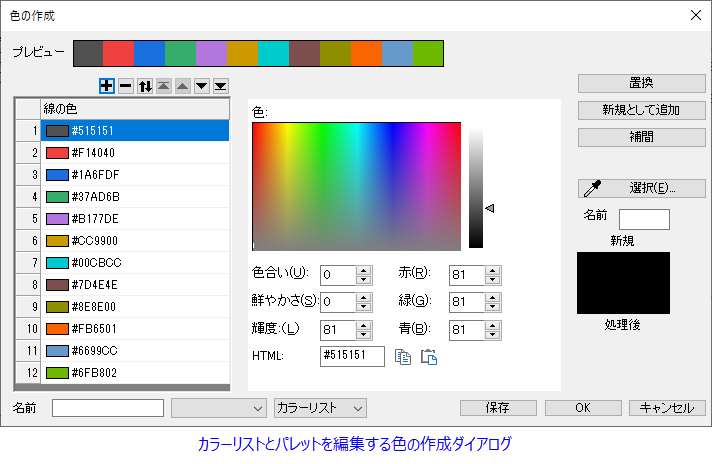 色の作成
プレビュー
線の色
1 #515151
2 #F14040
3 #1A6FDF
4 #37AD6B
5 #B177DE
6 #CC9900
7 #00CBCC
8 #7D4E4E
9 #8E8E00
10 #FB6501
11 #6699CC
12 #6FB802
色:
色合い(U): 0 赤(R): 81
鮮やかさ(S): 0 緑(G): 81
輝度:(L) 81 青(B): 81
HTML: #515151
置換
新規として追加
補間
選択(E)...
名前
新規
処理後
名前 カラーリスト 保存 OK キャンセル
カラーリストとパレットを編集する色の作成ダイアログ